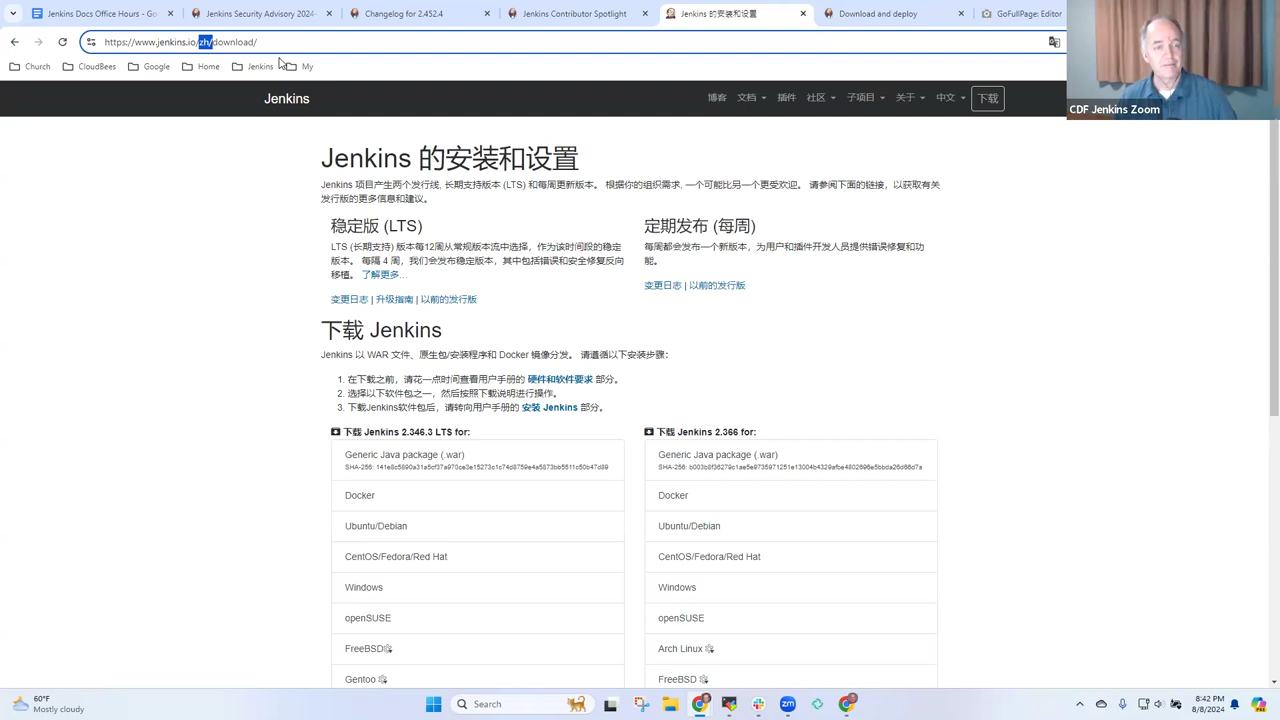 Jenkins Docs Office Hours - Go
Jenkins Security Advisory 2024-
Changelog for 2.452.4
Jenkins Contributor Spotlight
Jenkins 的安装和设置
Download and deploy
GoFullPage: Editor
https://www.jenkins.io/zh/download/
Church
CloudBees
Google
Home
Jenkins
My
CDF Jenkins Zoom
Jenkins
博客
文档
插件
社区
子项目
关于
中文
下载
Jenkins 的安装和设置
Jenkins 项目产生两个发行线, 长期支持版本 (LTS) 和每周更新版本。 根据你的组织需求, 一个可能比另一个更受欢迎。 请参阅下面的链接，以获取有关
发行版的更多信息和建议。
稳定版 (LTS)
LTS (长期支持) 版本每12周从常规版本流中选择，作为该时间段的稳定
版本。 每隔 4 周，我们会发布稳定版本，其中包括错误和安全修复反向
移植。 了解更多...
变更日志 | 升级指南 | 以前的发行版
定期发布 (每周)
每周都会发布一个新版本，为用户和插件开发人员提供错误修复和功
能。
变更日志 | 以前的发行版
下载 Jenkins
Jenkins 以 WAR 文件、原生包/安装程序和 Docker 镜像分发。 请遵循以下安装步骤：
1. 在下载之前，请花一点时间查看用户手册的 硬件和软件要求 部分。
2. 选择以下软件包之一，然后按照下载说明进行操作。
3. 下载Jenkins软件包后，请转向用户手册的 安装 Jenkins 部分。
下载 Jenkins 2.346.3 LTS for:
Generic Java package (.war)
SHA-256:
Docker
Ubuntu/Debian
CentOS/Fedora/Red Hat
Windows
openSUSE
FreeBSD
Gentoo
下载 Jenkins 2.366 for:
Generic Java package (.war)
SHA-256:
Docker
Ubuntu/Debian
CentOS/Fedora/Red Hat
Windows
openSUSE
Arch Linux
FreeBSD
60°F
Mostly cloudy
Search
zm
8:42 PM
8/8/2024